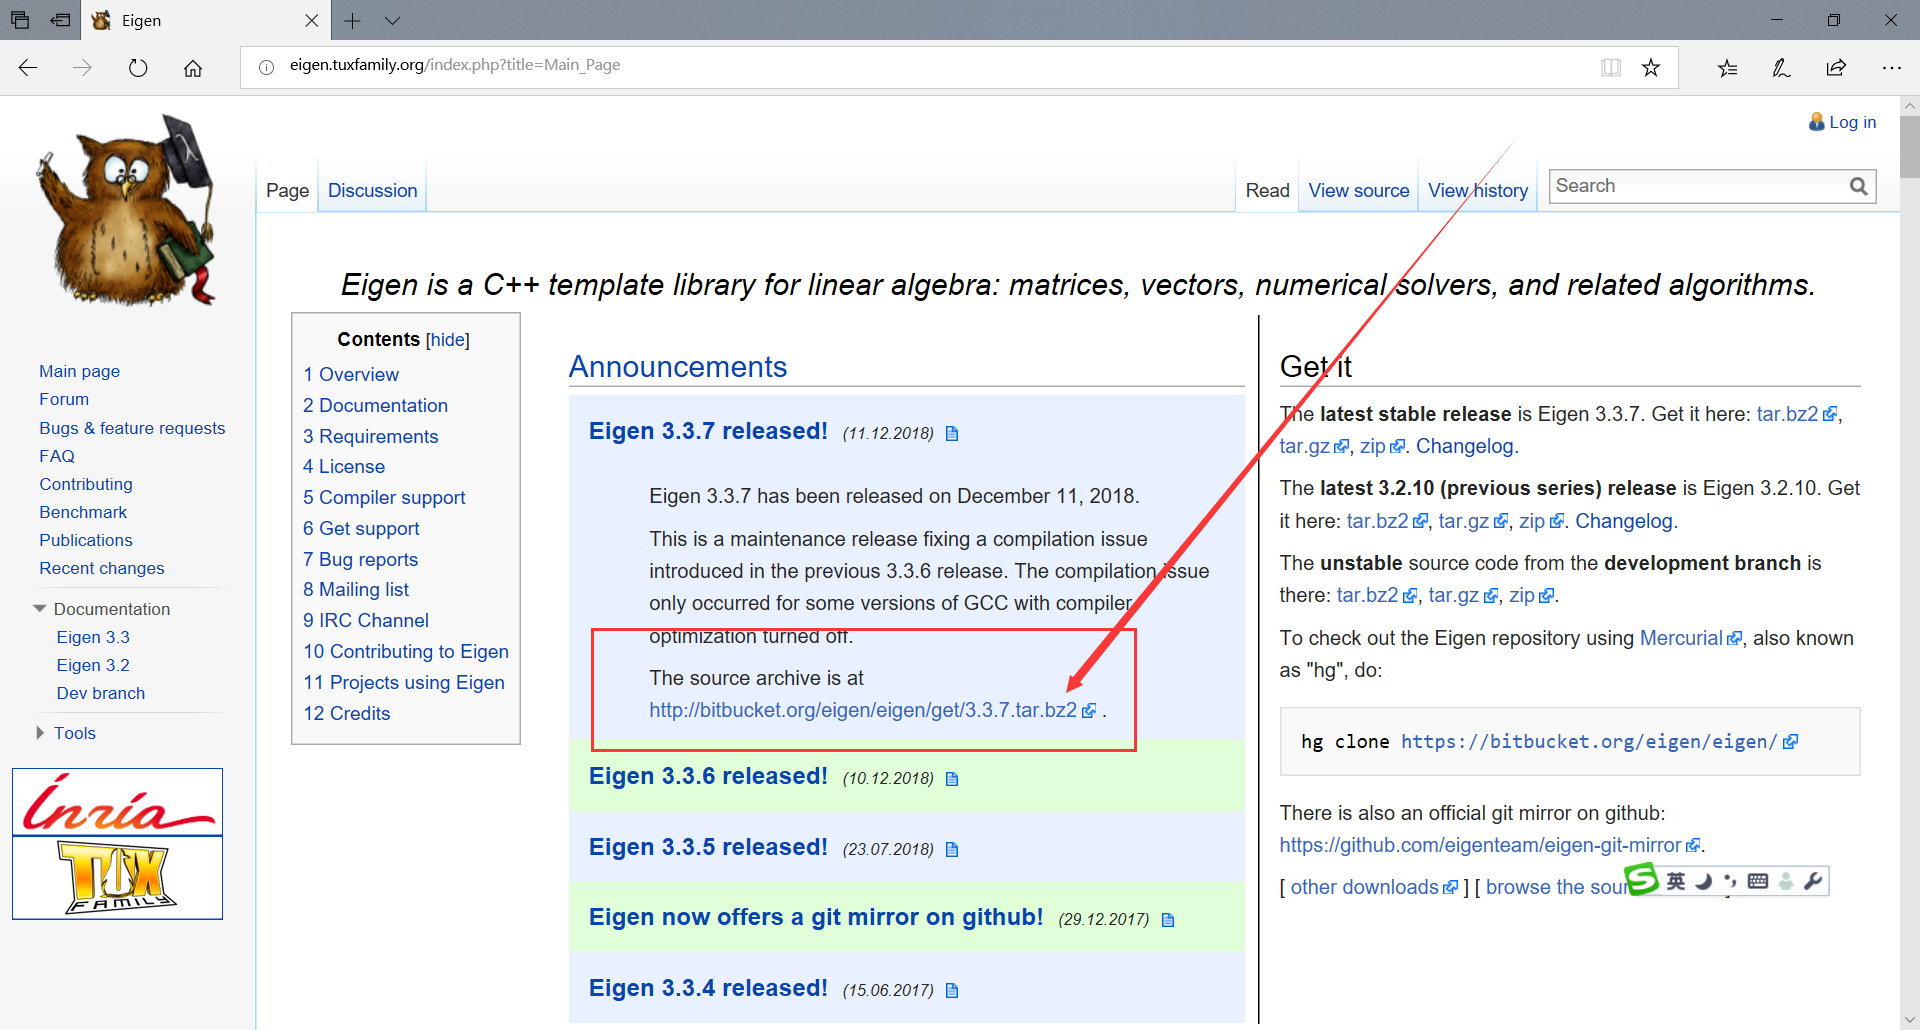 Eigen
eigen.tuxfamily.org/index.php?title=Main_Page
Log in
Page
Discussion
Read
View source
View history
Search
Eigen is a C++ template library for linear algebra: matrices, vectors, numerical solvers, and related algorithms.
Main page
Forum
Bugs & feature requests
FAQ
Contributing
Benchmark
Publications
Recent changes
Documentation
Eigen 3.3
Eigen 3.2
Dev branch
Tools
Inria
TUX
FAMILY
Contents [hide]
1 Overview
2 Documentation
3 Requirements
4 License
5 Compiler support
6 Get support
7 Bug reports
8 Mailing list
9 IRC Channel
10 Contributing to Eigen
11 Projects using Eigen
12 Credits
Announcements
Eigen 3.3.7 released! (11.12.2018)
Eigen 3.3.7 has been released on December 11, 2018.
This is a maintenance release fixing a compilation issue
introduced in the previous 3.3.6 release. The compilation issue
only occurred for some versions of GCC with compiler
optimization turned off.
The source archive is at
http://bitbucket.org/eigen/eigen/get/3.3.7.tar.bz2 .
Eigen 3.3.6 released! (10.12.2018)
Eigen 3.3.5 released! (23.07.2018)
Eigen now offers a git mirror on github! (29.12.2017)
Eigen 3.3.4 released! (15.06.2017)
Get it
The latest stable release is Eigen 3.3.7. Get it here: tar.bz2,
tar.gz, zip. Changelog.
The latest 3.2.10 (previous series) release is Eigen 3.2.10. Get
it here: tar.bz2, tar.gz, zip. Changelog.
The unstable source code from the development branch is
there: tar.bz2, tar.gz, zip.
To check out the Eigen repository using Mercurial, also known
as "hg", do:
hg clone https://bitbucket.org/eigen/eigen/
There is also an official git mirror on github:
https://github.com/eigenteam/eigen-git-mirror.
[ other downloads ] [ browse the sour
S 英